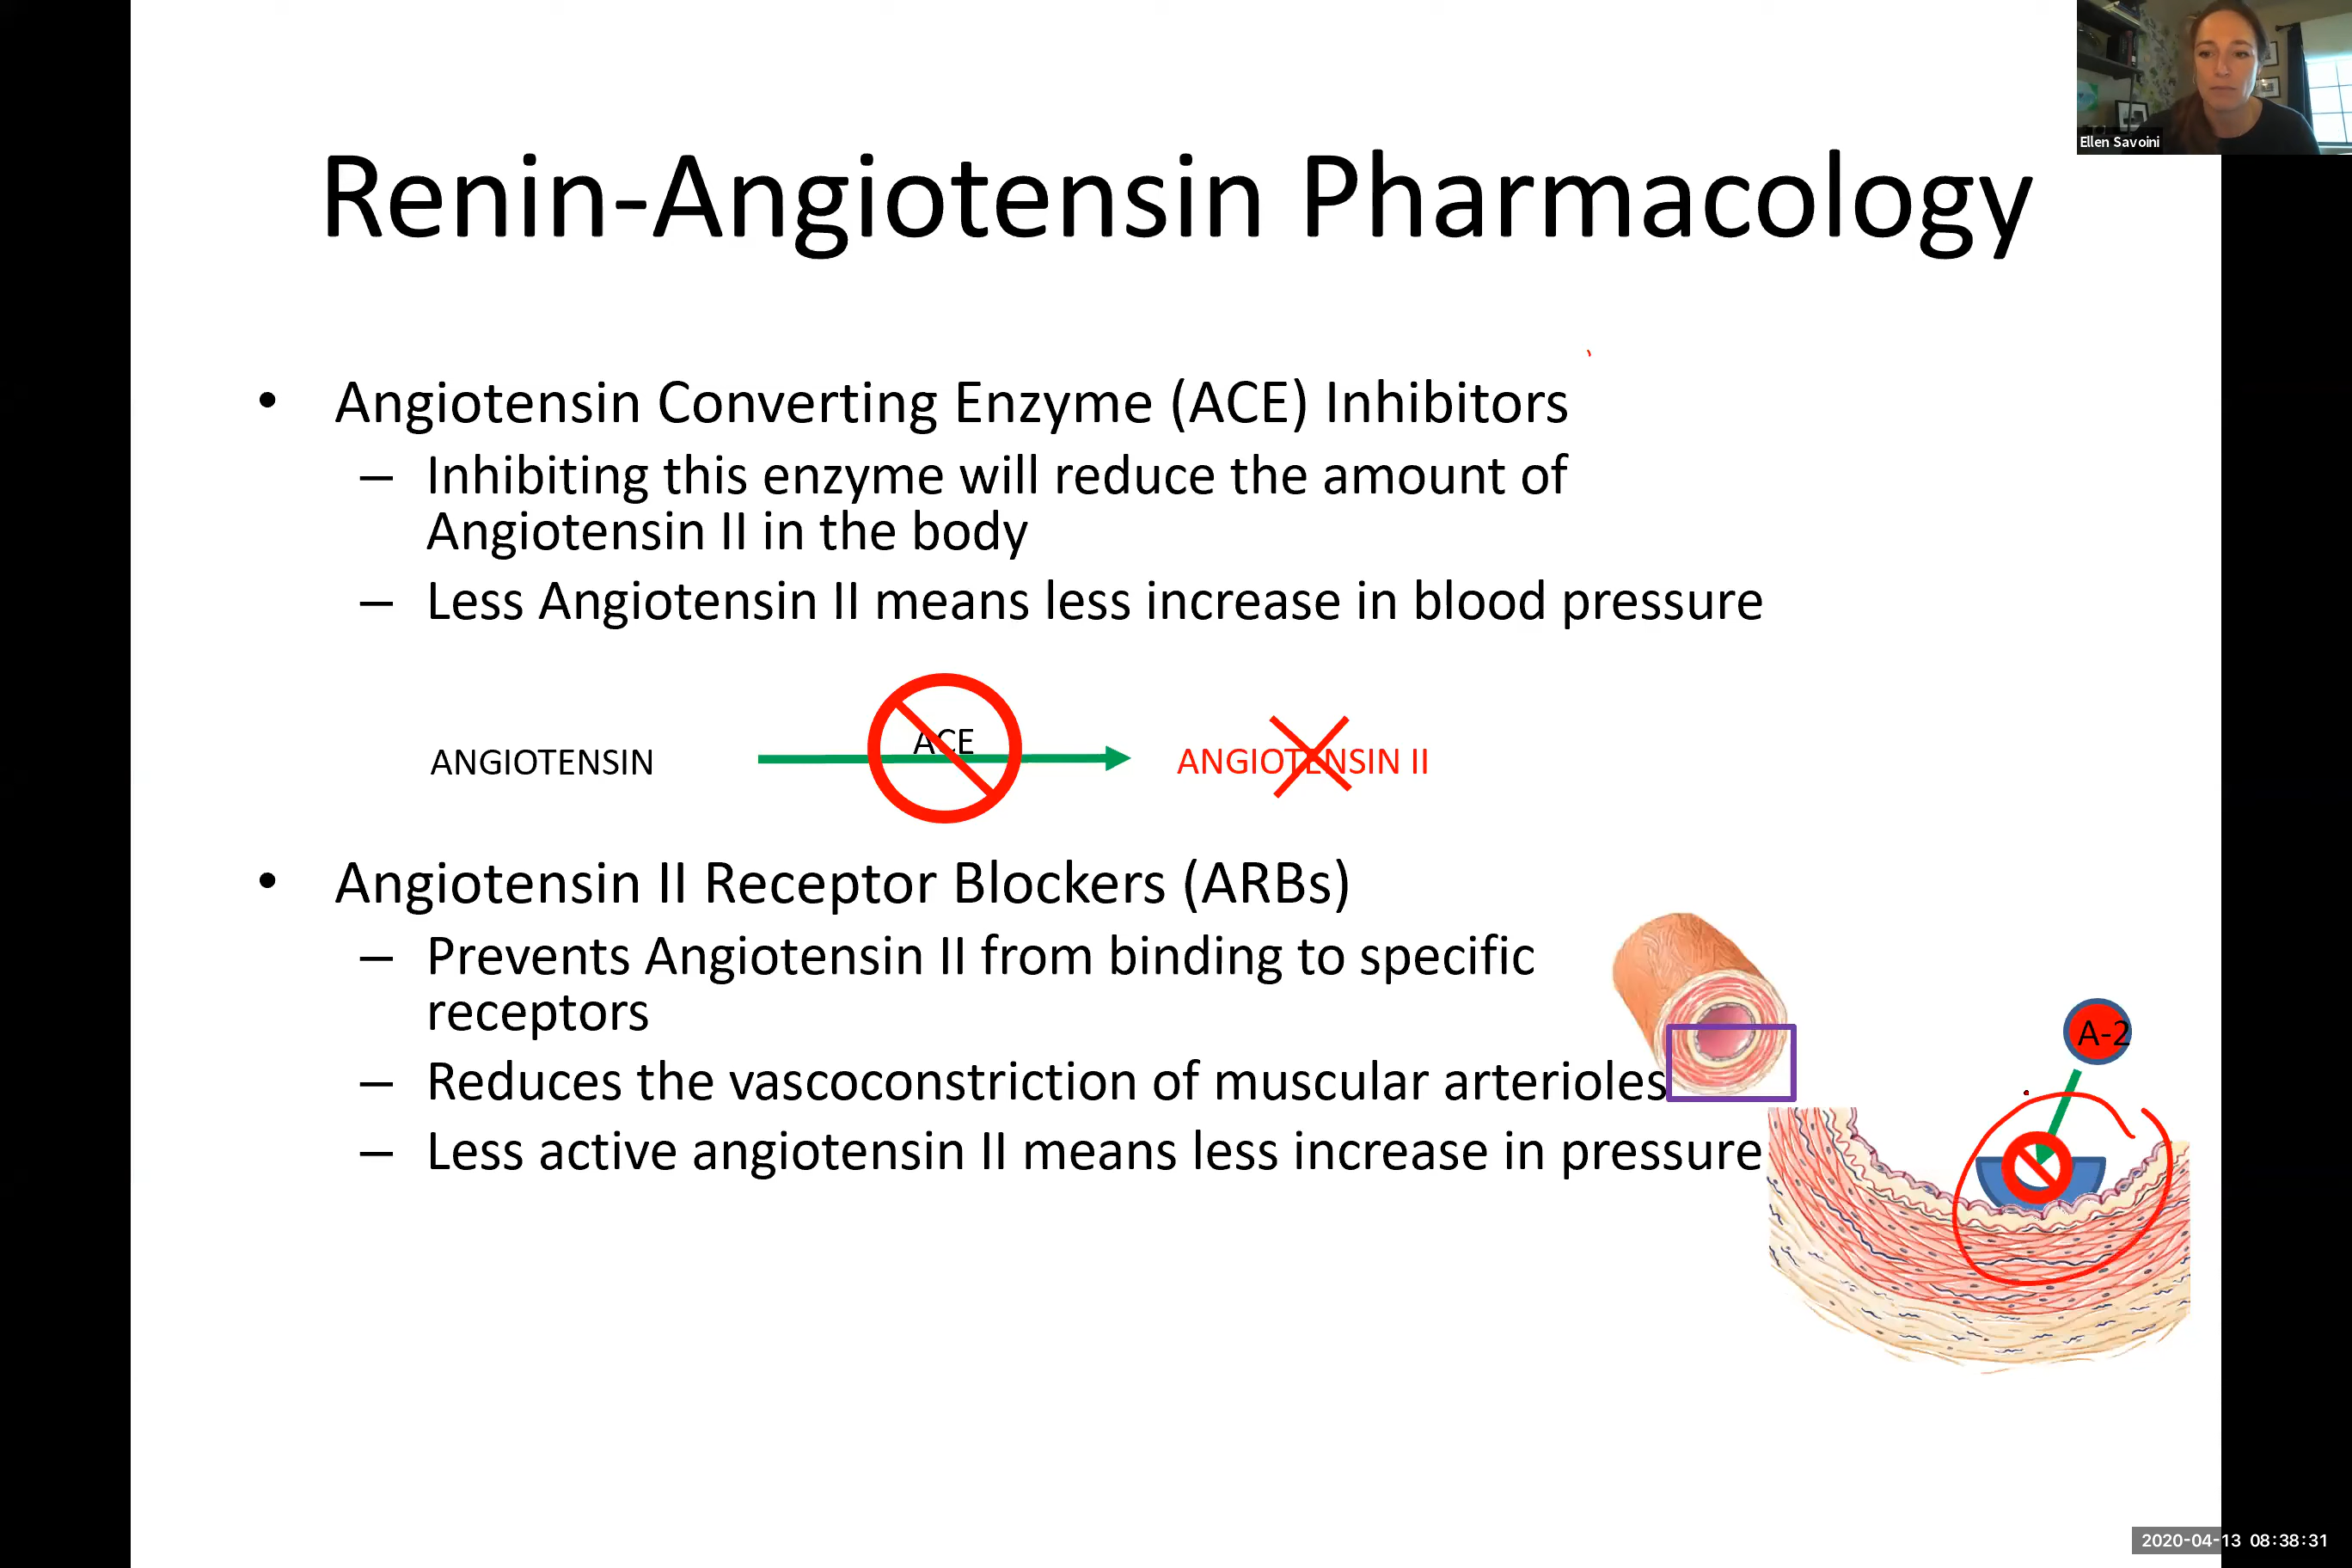 Ellen Savoini
Renin-Angiotensin Pharmacology
• Angiotensin Converting Enzyme (ACE) Inhibitors
– Inhibiting this enzyme will reduce the amount of
Angiotensin II in the body
– Less Angiotensin II means less increase in blood pressure
ANGIOTENSIN ACE ANGIOTENSIN II
• Angiotensin II Receptor Blockers (ARBs)
– Prevents Angiotensin II from binding to specific
receptors
– Reduces the vascoconstriction of muscular arterioles
– Less active angiotensin II means less increase in pressure
A-2
2020-04-13 08:38:31